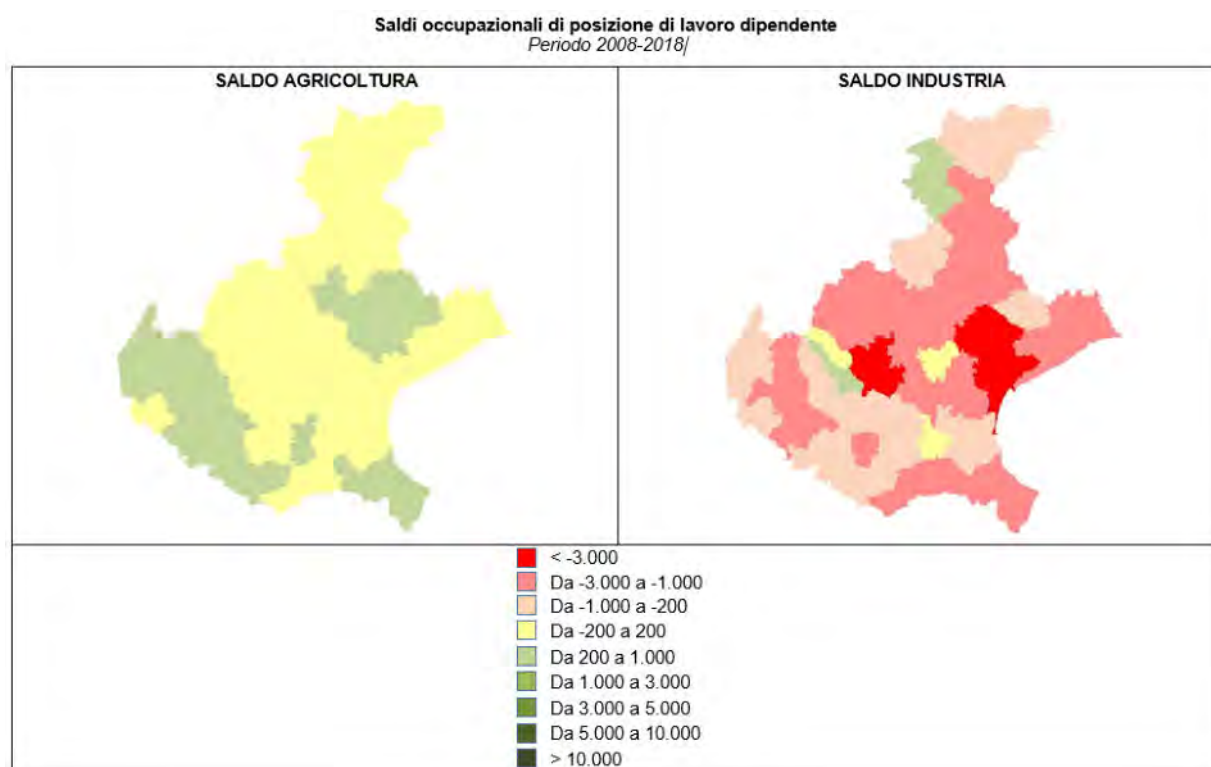 Saldi occupazionali di posizione di lavoro dipendente
Periodo 2008-2018/
SALDO AGRICOLTURA
SALDO INDUSTRIA
< -3.000
Da -3.000 a -1.000
Da -1.000 a -200
Da -200 a 200
Da 200 a 1.000
Da 1.000 a 3.000
Da 3.000 a 5.000
Da 5.000 a 10.000
> 10.000